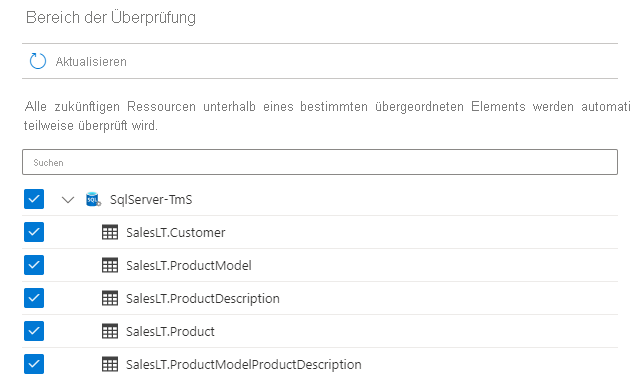 Bereich der Überprüfung
Aktualisieren
Alle zukünftigen Ressourcen unterhalb eines bestimmten übergeordneten Elements werden automati
teilweise überprüft wird.
Suchen
SQL
SqlServer-TmS
SalesLT.Customer
SalesLT.ProductModel
SalesLT.ProductDescription
SalesLT.Product
SalesLT.ProductModelProductDescription